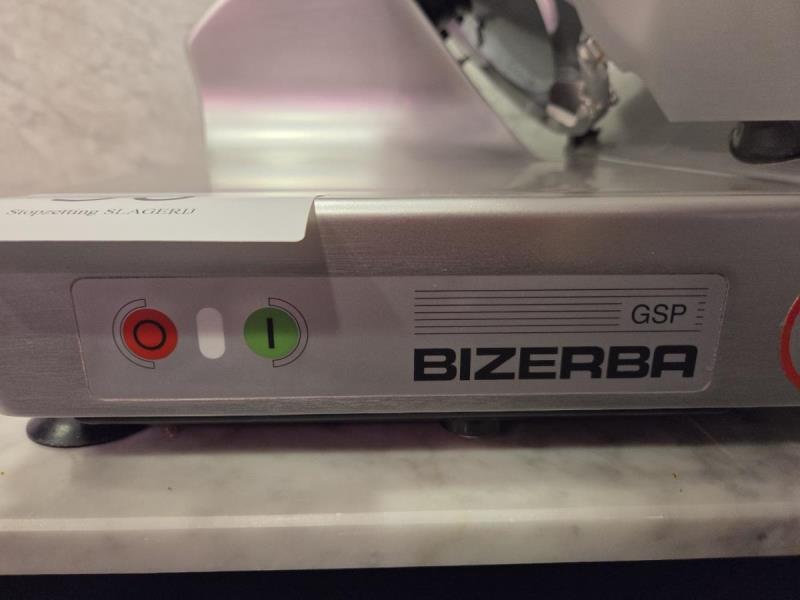 Stopzetting SLAGERIJ
GSP
BIZERBA
O I